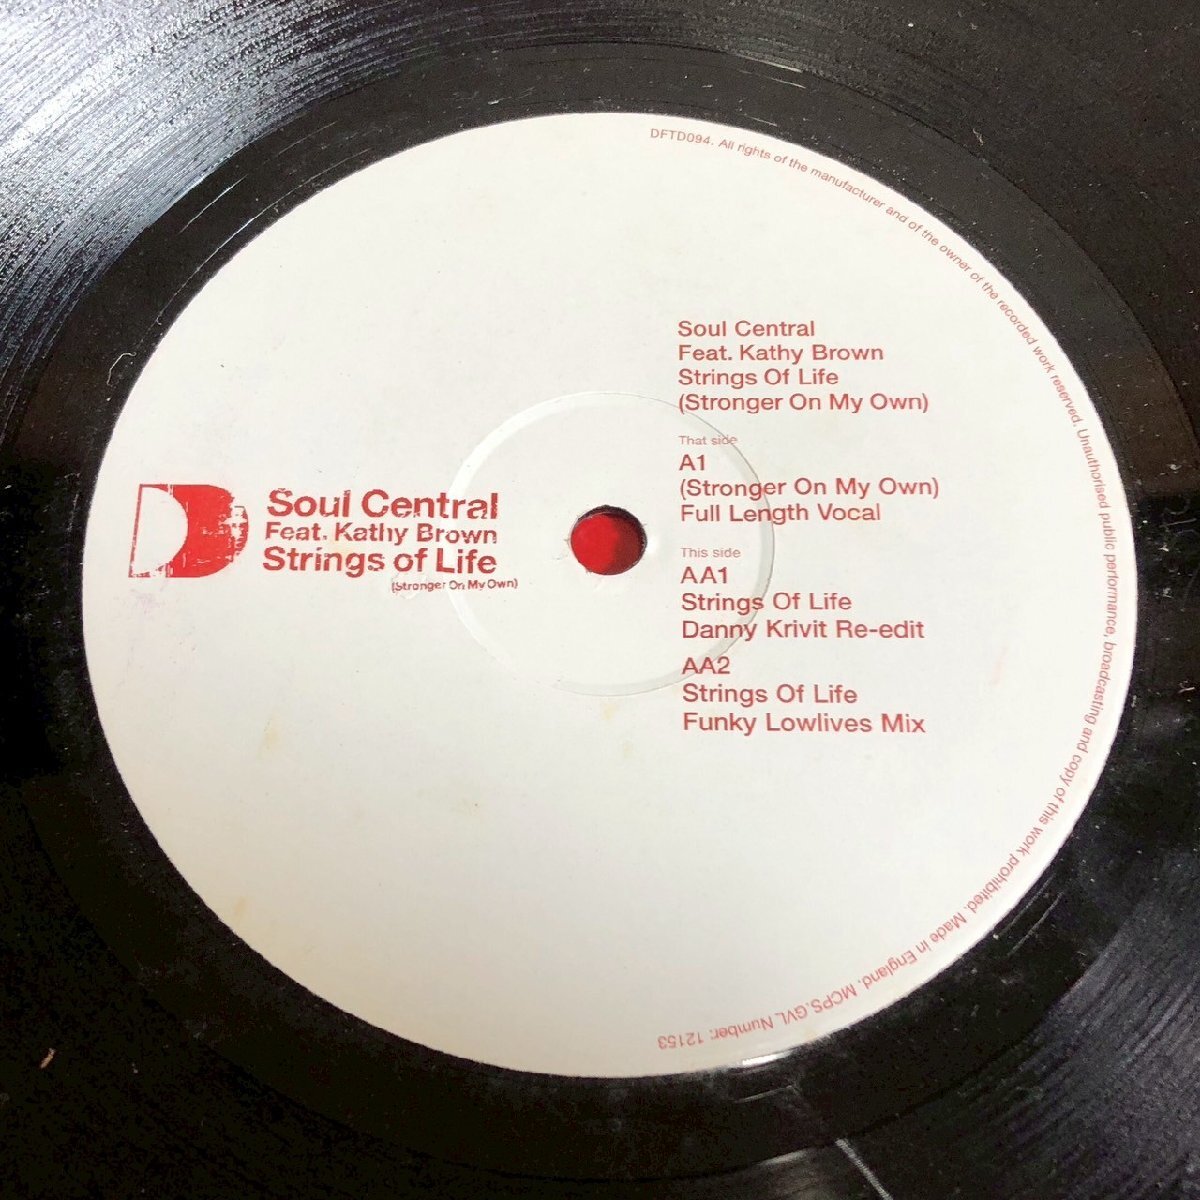 DFTD094. All rights of the manufacturer and of the owner of the recorded work reserved. Unauthorised public performance, broadcasting and copy of this work prohibited. Made in England. MCPS.GVL Number: 12153
Soul Central
Feat. Kathy Brown
Strings of Life
(Stronger On My Own)
Soul Central
Feat. Kathy Brown
Strings Of Life
(Stronger On My Own)
That side
A1
(Stronger On My Own)
Full Length Vocal
This side
AA1
Strings Of Life
Danny Krivit Re-edit
AA2
Strings Of Life
Funky Lowlives Mix